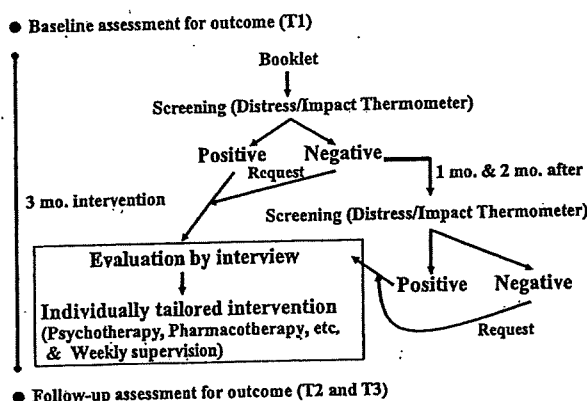 ● Baseline assessment for outcome (T1)
Booklet
Screening (Distress/Impact Thermometer)
Positive Negative
Request
1 mo. & 2 mo. after
3 mo. intervention
Screening (Distress/Impact Thermometer)
Evaluation by interview
Positive Negative
Individually tailored intervention
(Psychotherapy, Pharmacotherapy, etc.
& Weekly supervision)
Request
● Follow-up assessment for outcome (T2 and T3)